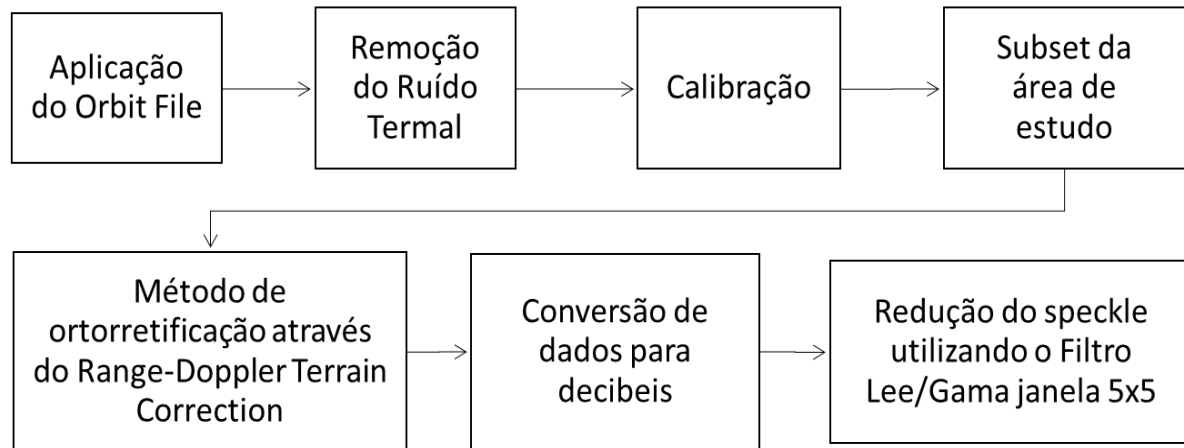 Aplicação
do Orbit File
Remoção
do Ruído
Termal
Calibração
Subset da
área de
estudo
Método de
ortorretificação através
do Range-Doppler Terrain
Correction
Conversão de
dados para
decibeis
Redução do speckle
utilizando o Filtro
Lee/Gama janela 5x5